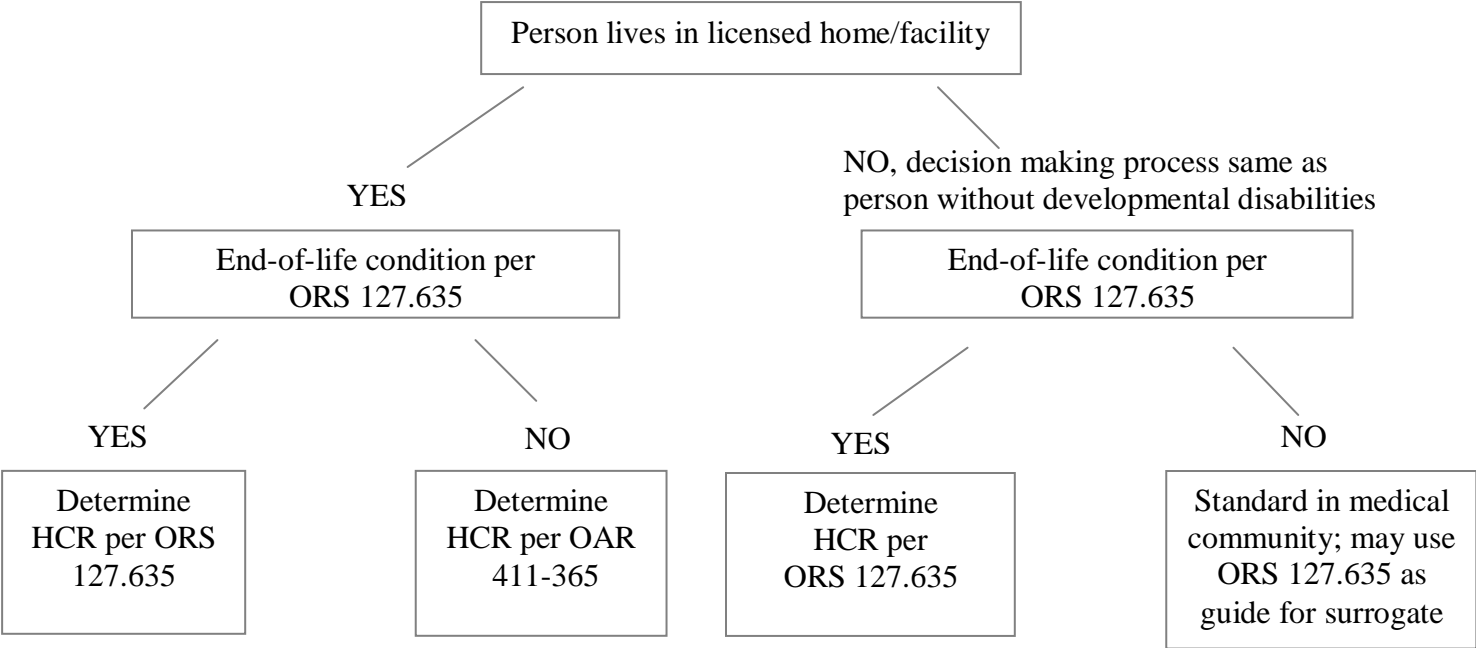 Person lives in licensed home/facility
YES
NO, decision making process same as
person without developmental disabilities
End-of-life condition per
ORS 127.635
End-of-life condition per
ORS 127.635
YES
NO
YES
NO
Determine
HCR per ORS
127.635
Determine
HCR per OAR
411-365
Determine
HCR per
ORS 127.635
Standard in medical
community; may use
ORS 127.635 as
guide for surrogate